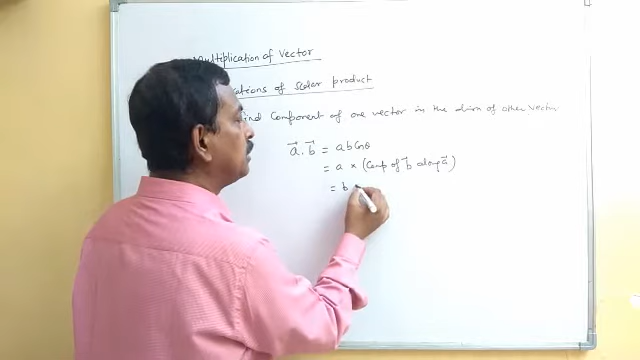 Multiplication of Vector
cations of Scalar product
find Component of one vector in the dirn of other vector
a⃗ . b⃗ = ab Cosθ
= a × (Comp of b⃗ along a⃗)
= b